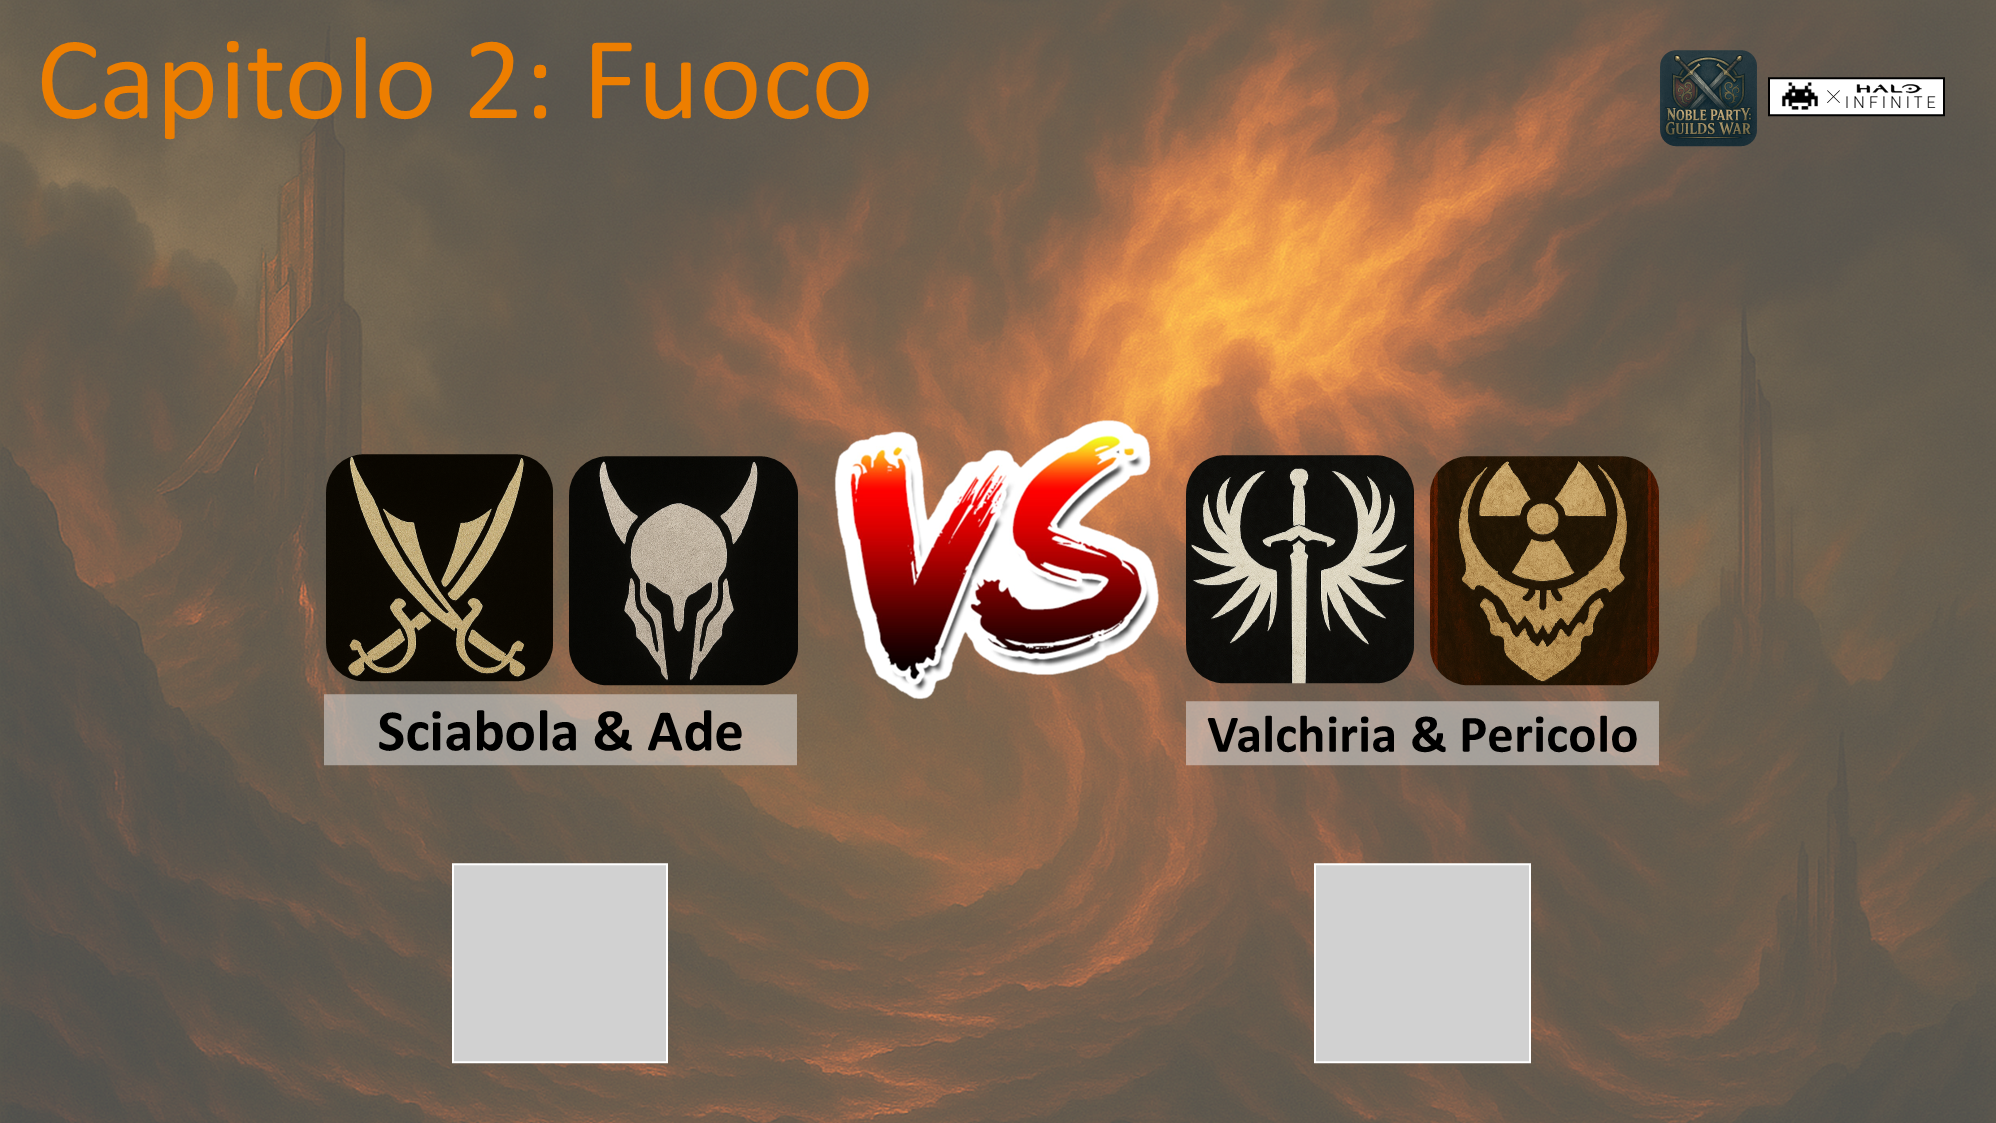 Capitolo 2: Fuoco
NOBLE PARTY:
GUILDS WAR
× HALO
INFINITE
VS
Sciabola & Ade
Valchiria & Pericolo